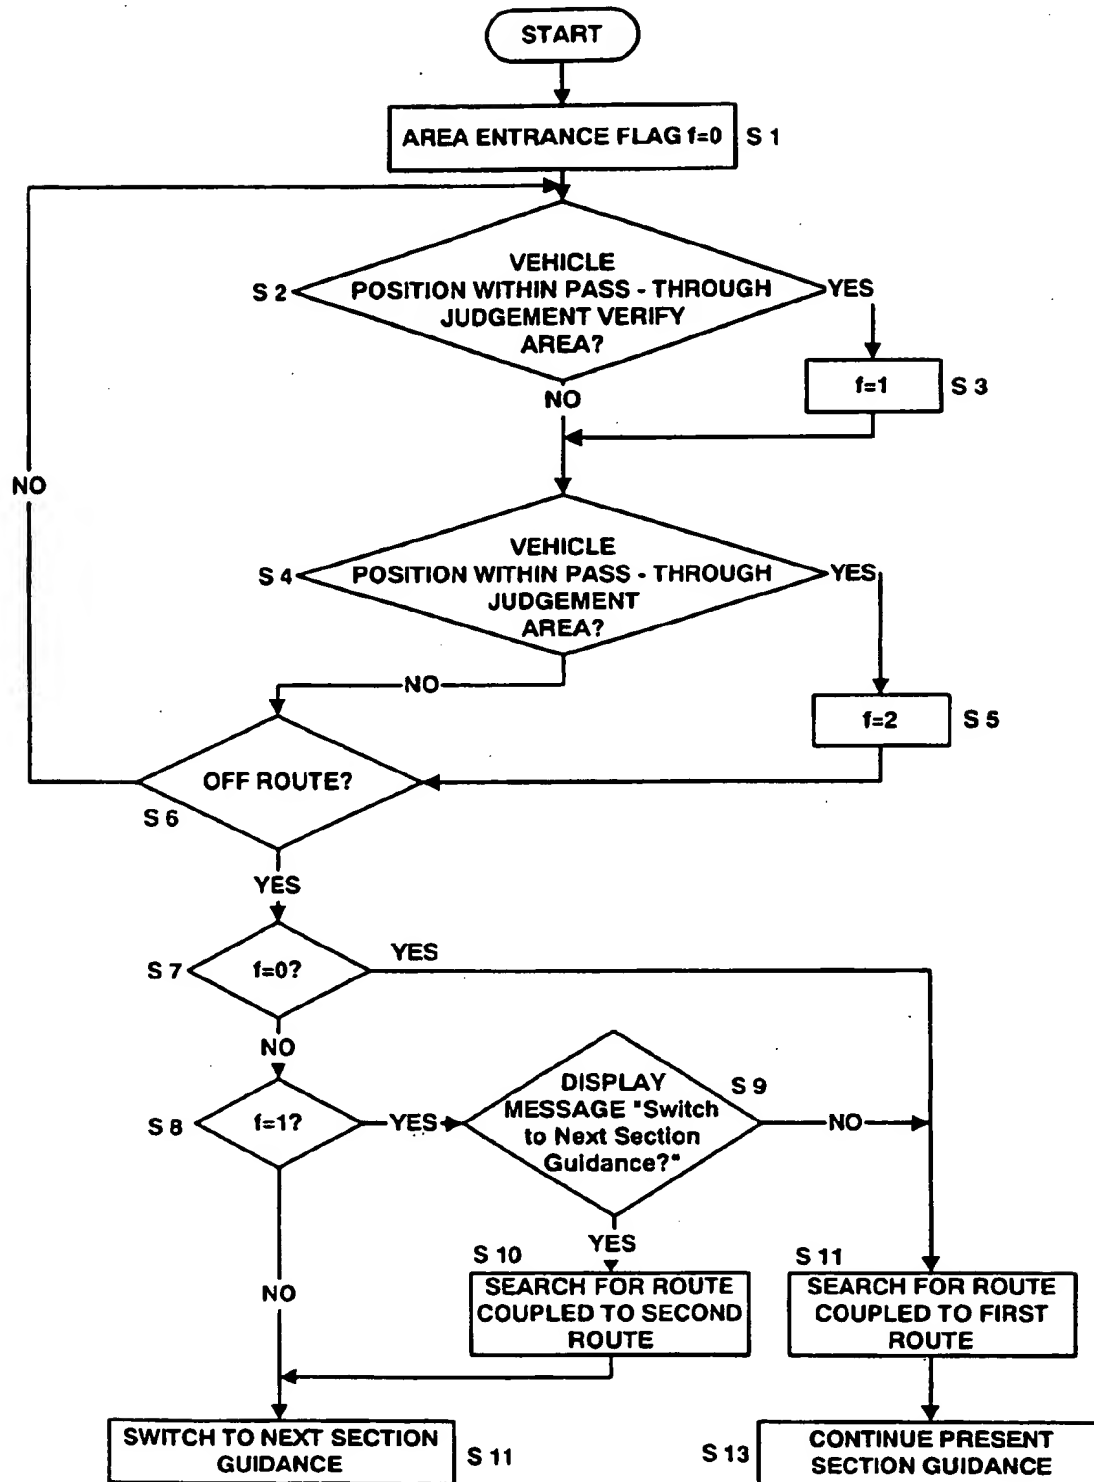 START
AREA ENTRANCE FLAG f=0
S 1
VEHICLE
POSITION WITHIN PASS - THROUGH
JUDGEMENT VERIFY
AREA?
S 2
YES
f=1
S 3
NO
NO
VEHICLE
POSITION WITHIN PASS - THROUGH
JUDGEMENT
AREA?
S 4
YES
NO
f=2
S 5
OFF ROUTE?
S 6
YES
S 7
f=0?
YES
NO
S 8
f=1?
YES
DISPLAY
MESSAGE "Switch
to Next Section
Guidance?"
S 9
NO
YES
NO
S 10
SEARCH FOR ROUTE
COUPLED TO SECOND
ROUTE
S 11
SEARCH FOR ROUTE
COUPLED TO FIRST
ROUTE
SWITCH TO NEXT SECTION
GUIDANCE
S 11
S 13
CONTINUE PRESENT
SECTION GUIDANCE